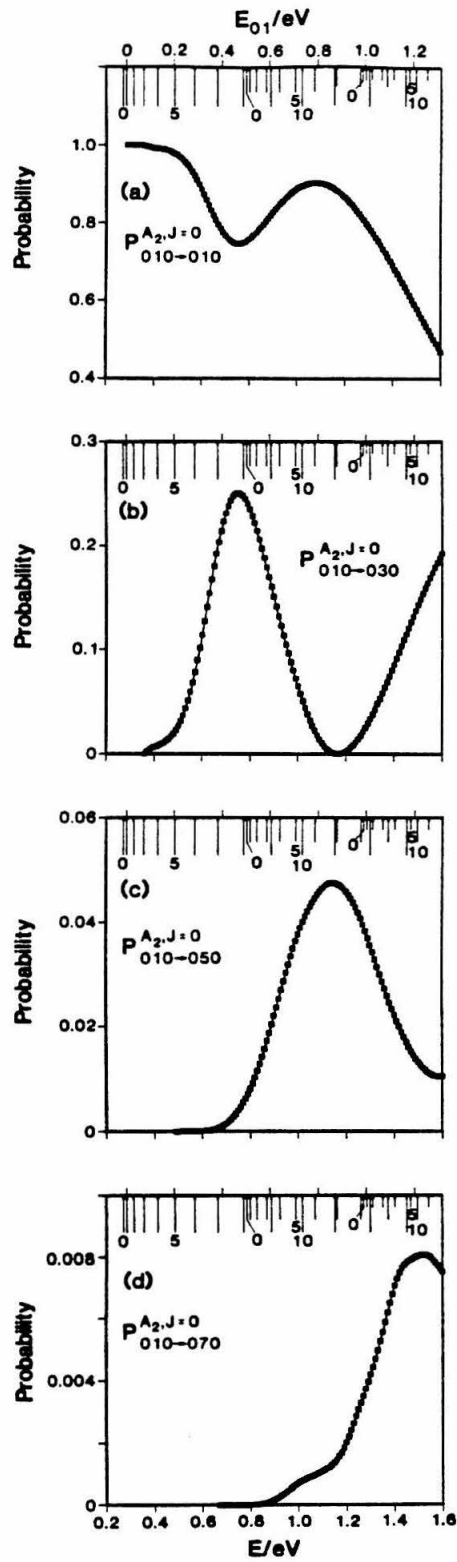 E01/eV
0 0.2 0.4 0.6 0.8 1.0 1.2
0 5 0 5 10 0 5 10
1.0
(a)
P A2,J=0 010→010
0.8
0.6
0.4
Probability
0.3
0 5 0 5 10 0 5 10
(b)
P A2,J=0 010→030
0.2
0.1
0
Probability
0.06
0 5 0 5 10 0 5 10
(c)
P A2,J=0 010→050
0.04
0.02
0
Probability
0 5 0 5 10 0 5 10
(d)
0.008
P A2,J=0 010→070
0.004
0
Probability
0.2 0.4 0.6 0.8 1.0 1.2 1.4 1.6
E/eV